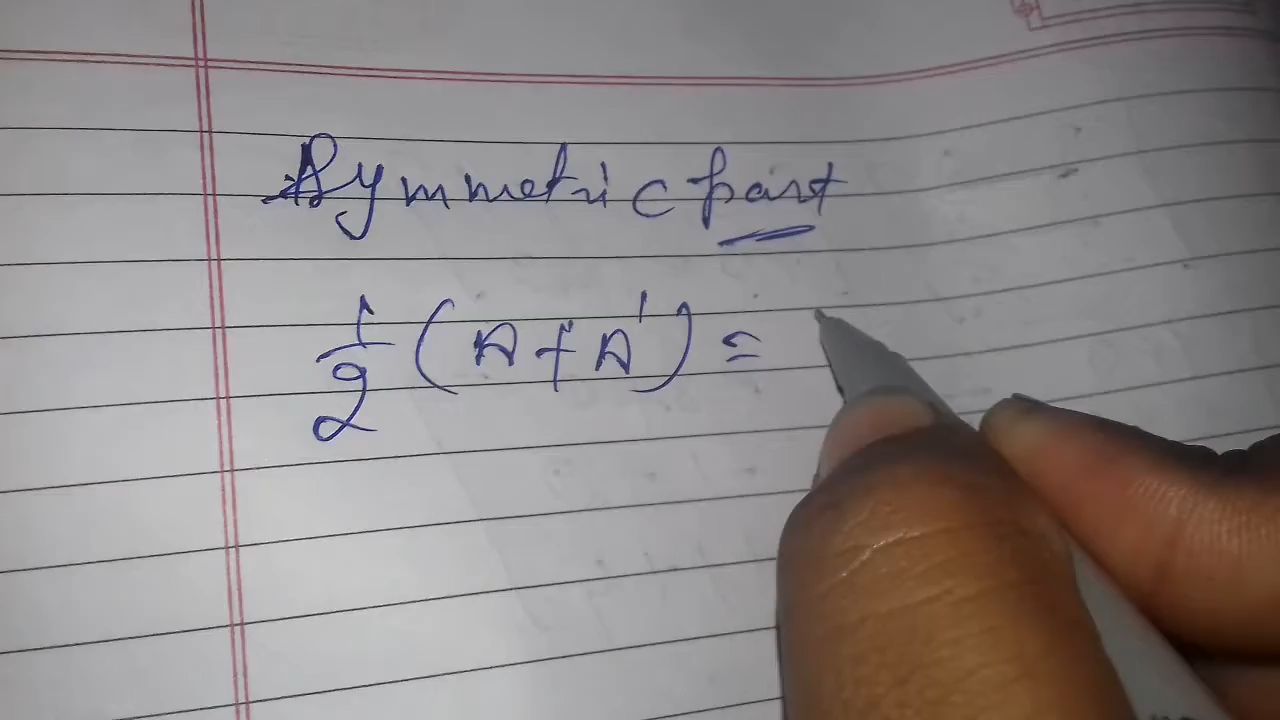 Symmetric part
1/2 (A + A') =